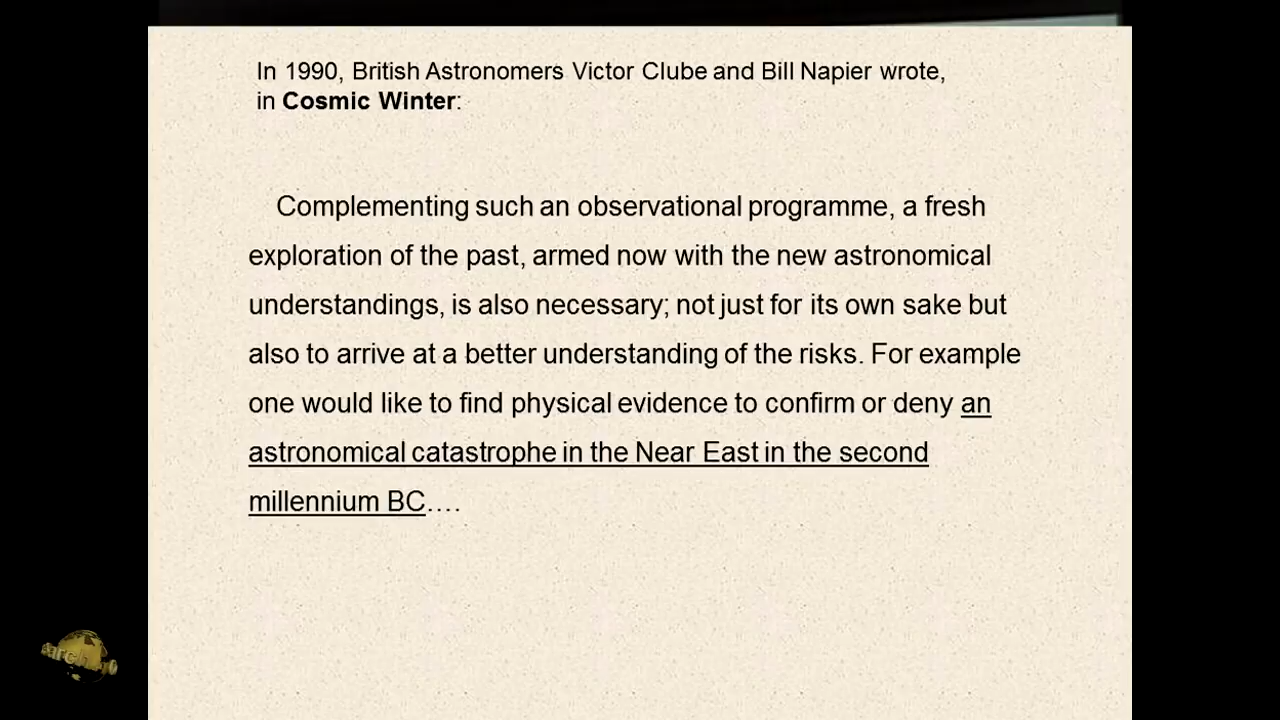 In 1990, British Astronomers Victor Clube and Bill Napier wrote,
in Cosmic Winter:
Complementing such an observational programme, a fresh
exploration of the past, armed now with the new astronomical
understandings, is also necessary; not just for its own sake but
also to arrive at a better understanding of the risks. For example
one would like to find physical evidence to confirm or deny an
astronomical catastrophe in the Near East in the second
millennium BC….